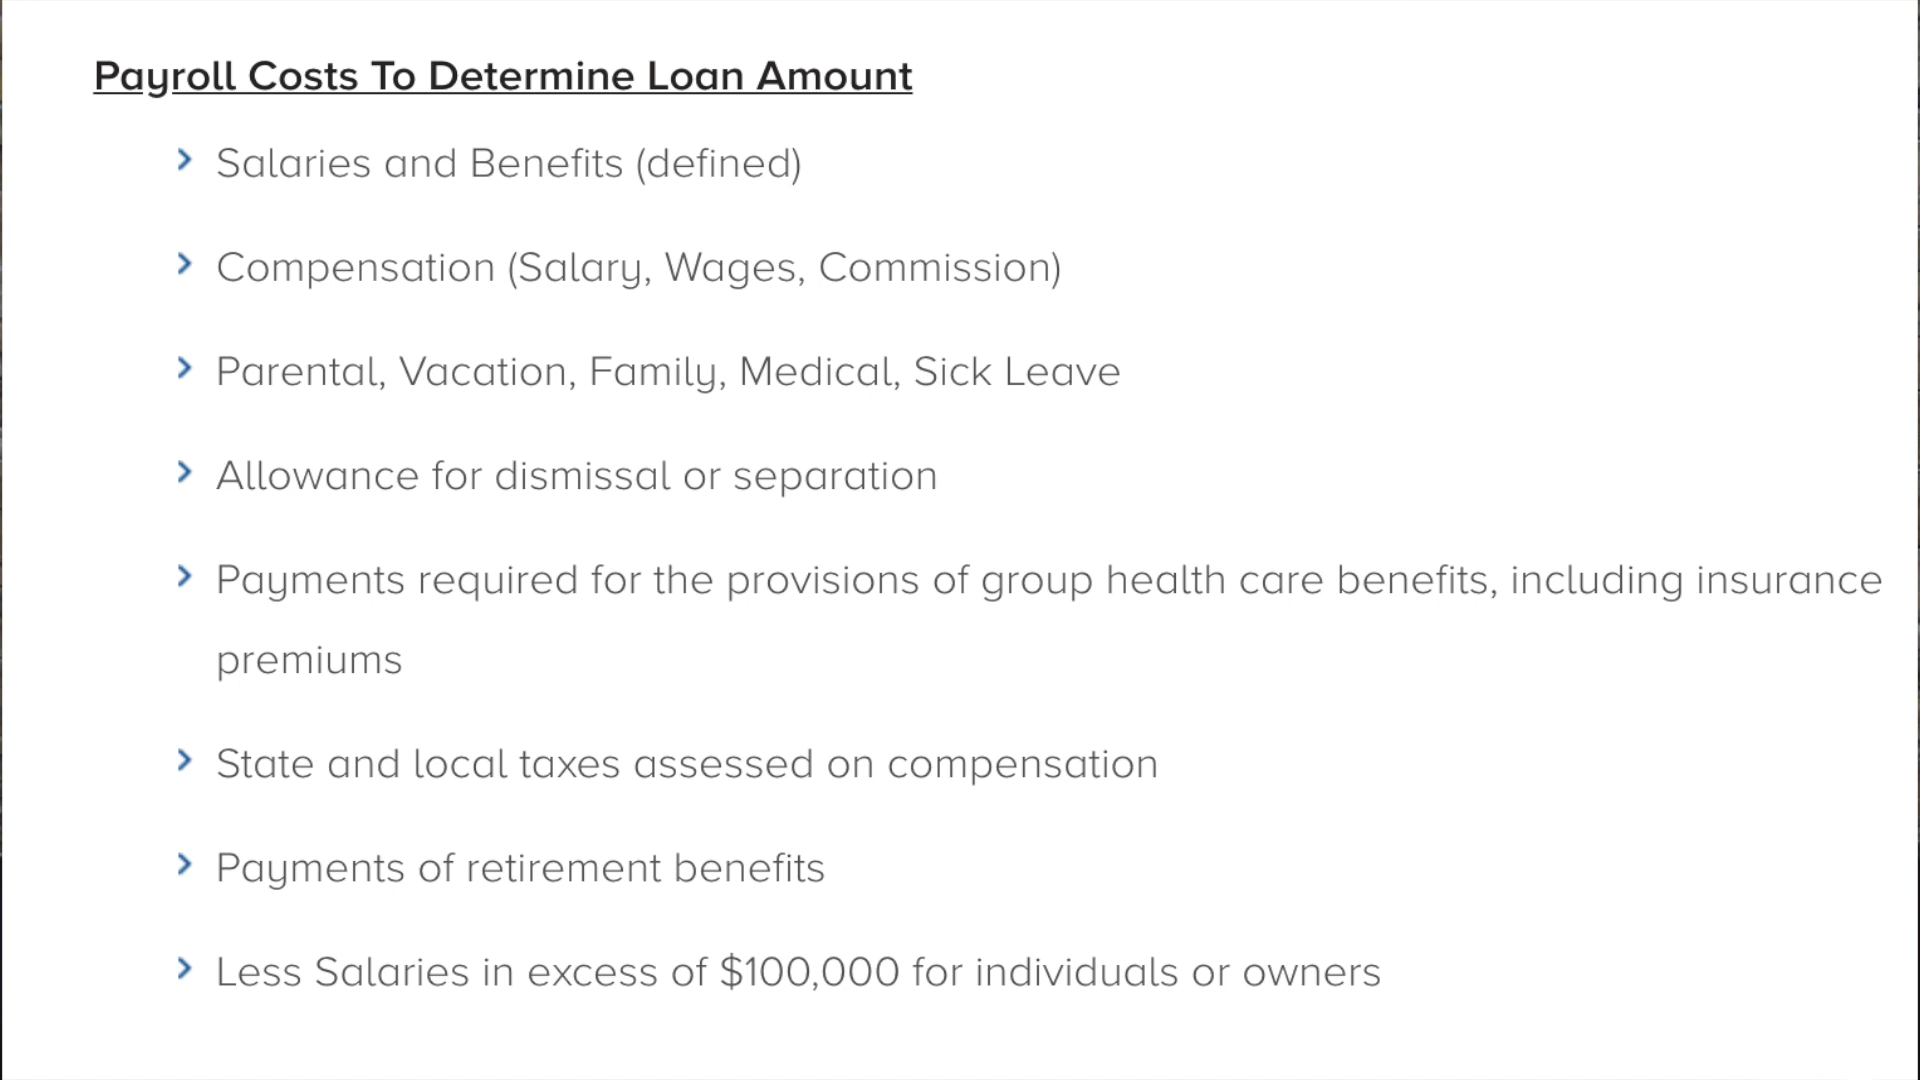 Payroll Costs To Determine Loan Amount
Salaries and Benefits (defined)
Compensation (Salary, Wages, Commission)
Parental, Vacation, Family, Medical, Sick Leave
Allowance for dismissal or separation
Payments required for the provisions of group health care benefits, including insurance
premiums
State and local taxes assessed on compensation
Payments of retirement benefits
Less Salaries in excess of $100,000 for individuals or owners